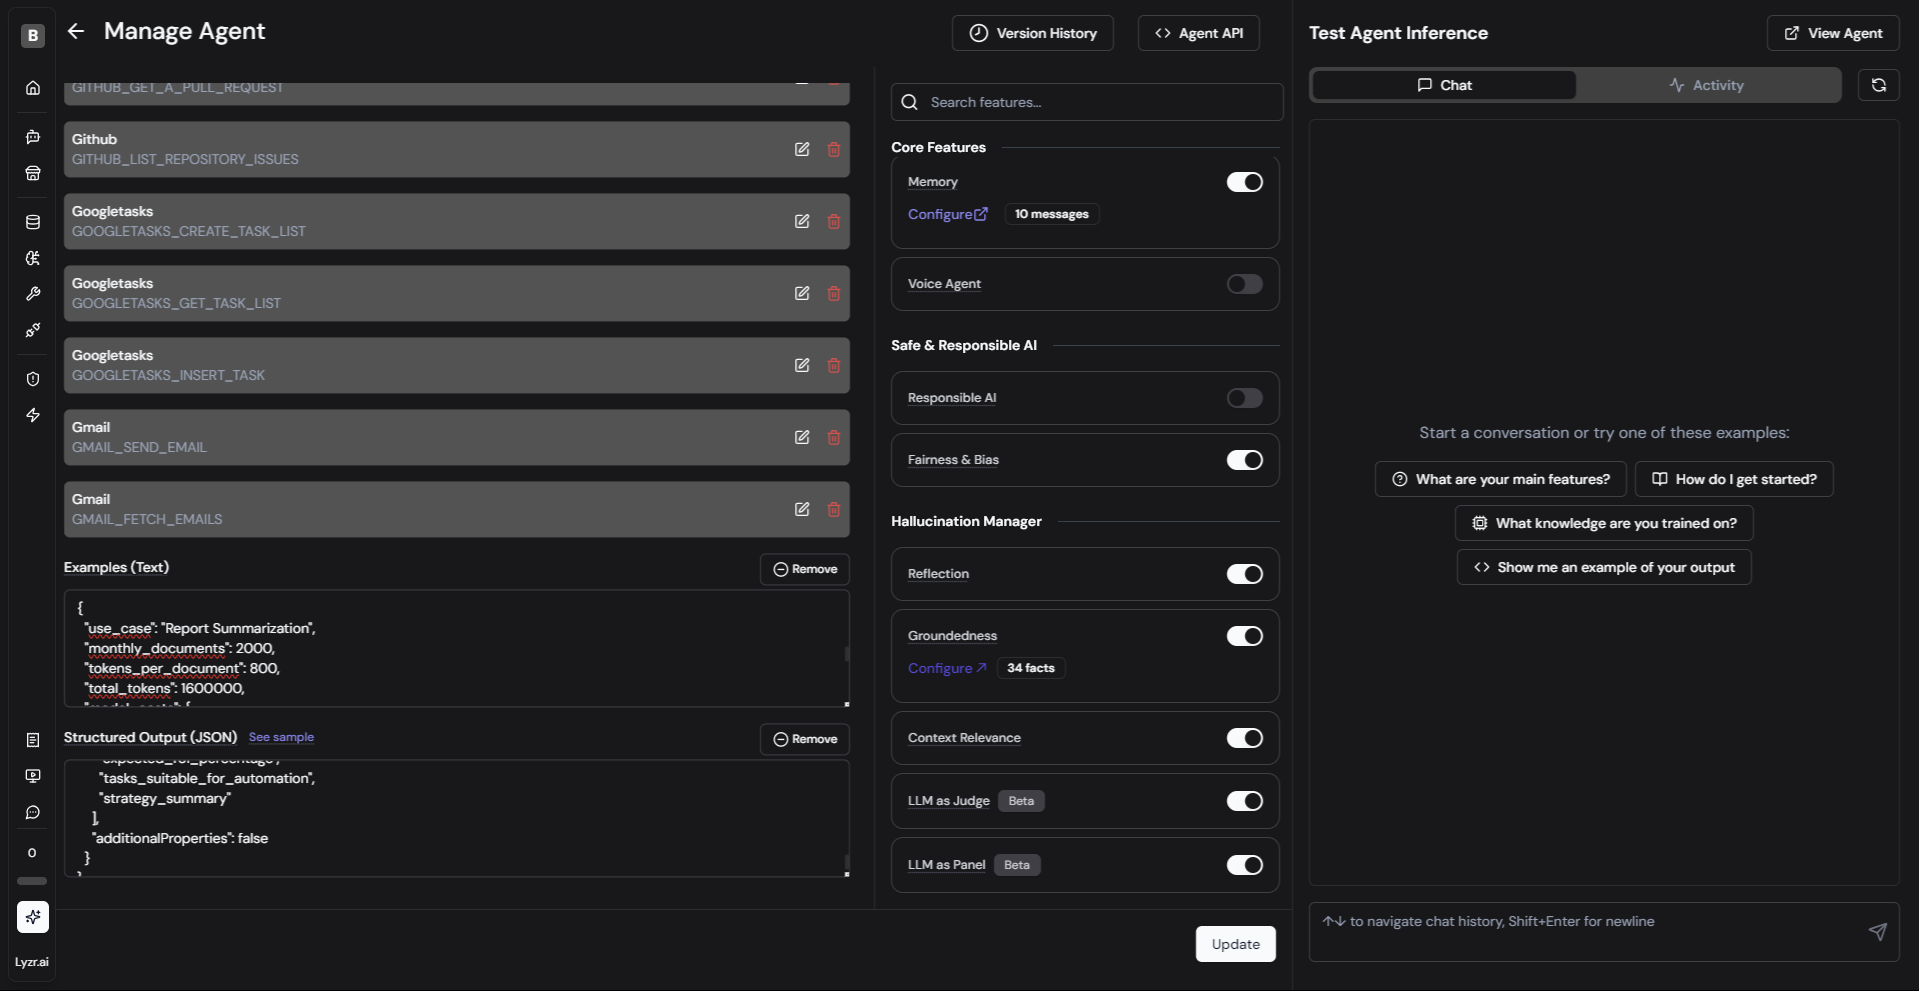 B
Manage Agent
Version History
Agent API
GITHUB_GET_A_PULL_REQUEST
Github
GITHUB_LIST_REPOSITORY_ISSUES
Googletasks
GOOGLETASKS_CREATE_TASK_LIST
Googletasks
GOOGLETASKS_GET_TASK_LIST
Googletasks
GOOGLETASKS_INSERT_TASK
Gmail
GMAIL_SEND_EMAIL
Gmail
GMAIL_FETCH_EMAILS
Examples (Text)
Remove
{
"use_case": "Report Summarization",
"monthly_documents": 2000,
"tokens_per_document": 800,
"total_tokens": 1600000,
Structured Output (JSON) See sample
Remove
"expected_roi_percentage",
"tasks_suitable_for_automation",
"strategy_summary"
],
"additionalProperties": false
}
0
Lyzr.ai
Search features...
Core Features
Memory
Configure 10 messages
Voice Agent
Safe & Responsible AI
Responsible AI
Fairness & Bias
Hallucination Manager
Reflection
Groundedness
Configure 34 facts
Context Relevance
LLM as Judge Beta
LLM as Panel Beta
Update
Test Agent Inference
View Agent
Chat
Activity
Start a conversation or try one of these examples:
What are your main features?
How do I get started?
What knowledge are you trained on?
Show me an example of your output
↑↓ to navigate chat history, Shift+Enter for newline